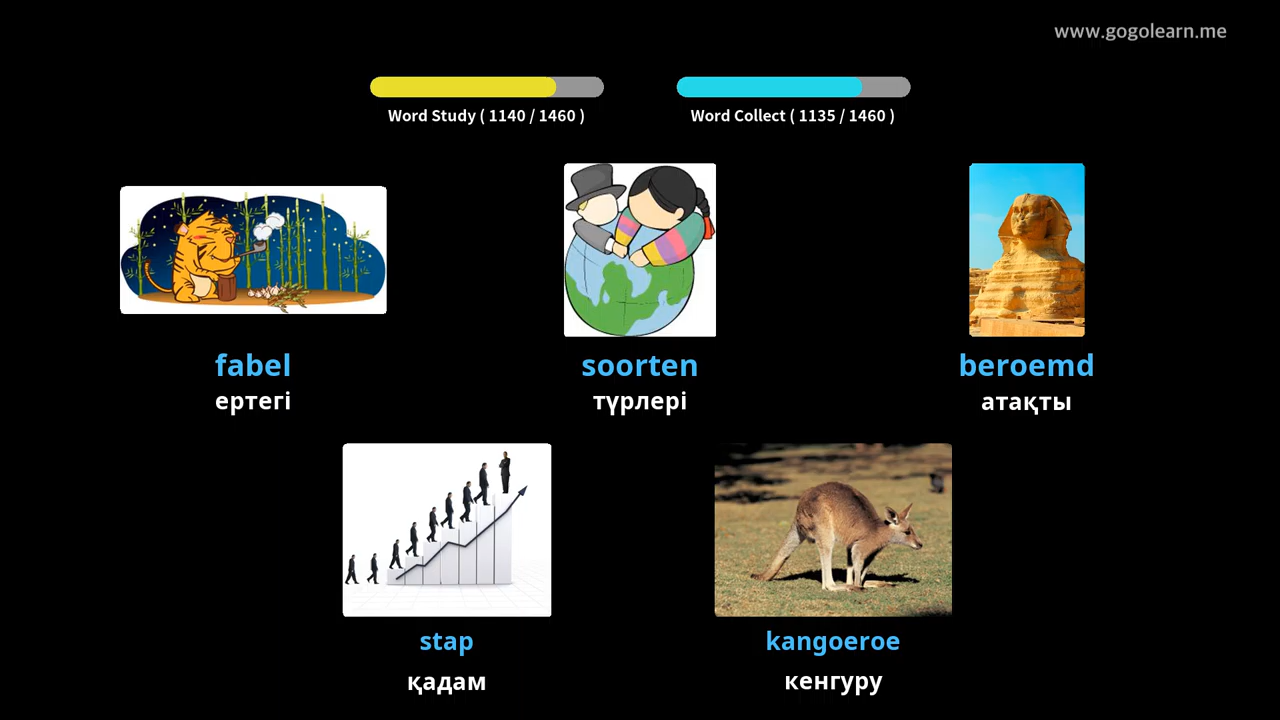 www.gogolearn.me
Word Study ( 1140 / 1460 )
Word Collect ( 1135 / 1460 )
fabel
ертегі
soorten
түрлері
beroemd
атақты
stap
қадам
kangoeroe
кенгуру